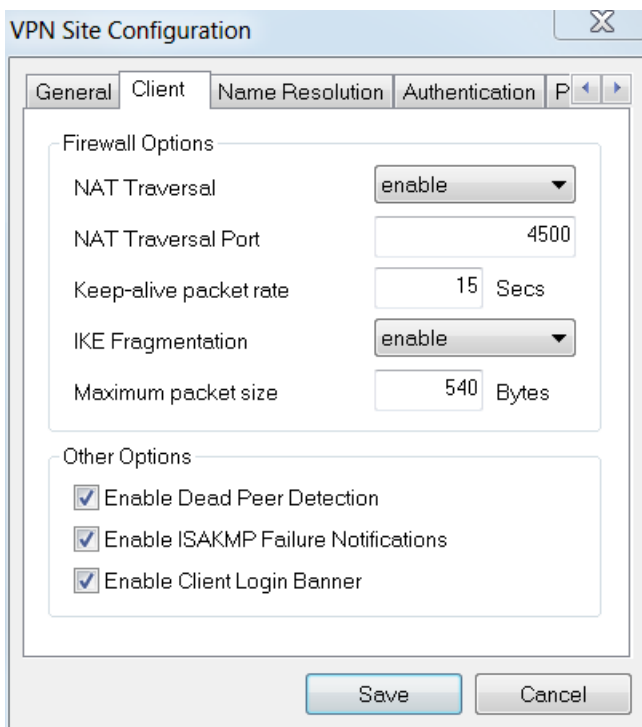 VPN Site Configuration
General Client Name Resolution Authentication P
Firewall Options
NAT Traversal enable
NAT Traversal Port 4500
Keep-alive packet rate 15 Secs
IKE Fragmentation enable
Maximum packet size 540 Bytes
Other Options
Enable Dead Peer Detection
Enable ISAKMP Failure Notifications
Enable Client Login Banner
Save Cancel